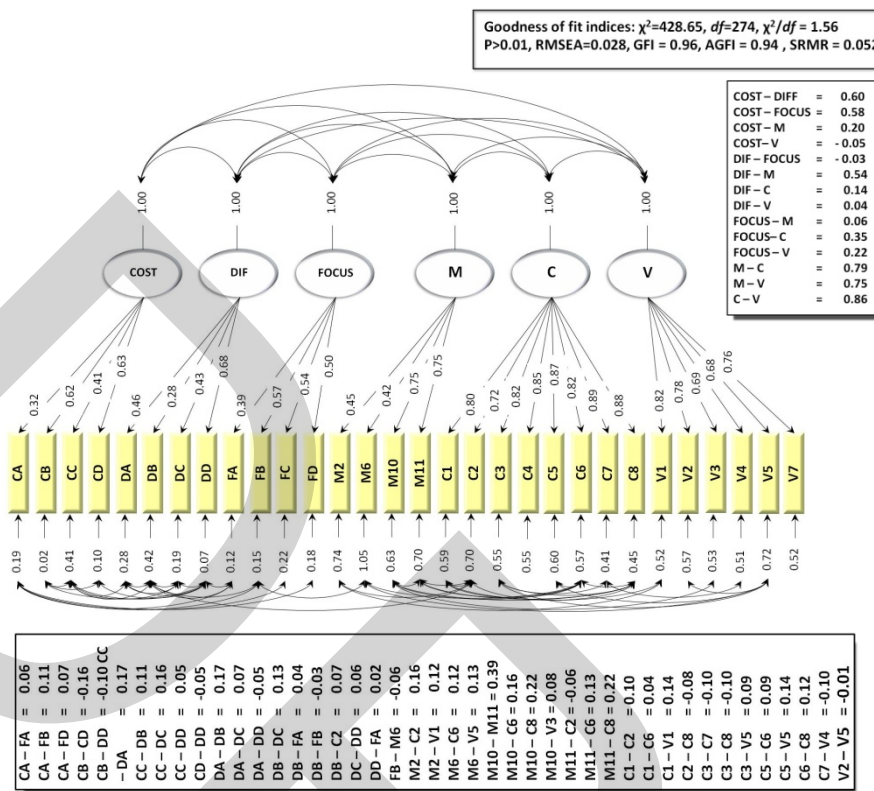 Goodness of fit indices: χ²=428.65, df=274, χ²/df = 1.56
P>0.01, RMSEA=0.028, GFI = 0.96, AGFI = 0.94 , SRMR = 0.052
COST – DIFF = 0.60
COST – FOCUS = 0.58
COST – M = 0.20
COST– V = - 0.05
DIF – FOCUS = - 0.03
DIF – M = 0.54
DIF – C = 0.14
DIF – V = 0.04
FOCUS – M = 0.06
FOCUS– C = 0.35
FOCUS – V = 0.22
M – C = 0.79
M – V = 0.75
C – V = 0.86
1.00 1.00 1.00 1.00 1.00 1.00
COST DIF FOCUS M C V
0.32 0.62 0.41 0.63 0.46 0.28 0.43 0.68 0.39 0.57 0.54 0.50 0.45 0.42 0.75 0.75 0.80 0.72 0.82 0.85 0.87 0.82 0.89 0.88 0.82 0.78 0.69 0.68 0.76
CA CB CC CD DA DB DC DD FA FB FC FD M2 M6 M10 M11 C1 C2 C3 C4 C5 C6 C7 C8 V1 V2 V3 V4 V5 V7
0.19 0.02 0.41 0.10 0.28 0.42 0.19 0.07 0.12 0.15 0.22 0.18 0.74 1.05 0.63 0.70 0.59 0.70 0.55 0.55 0.60 0.57 0.41 0.45 0.52 0.57 0.53 0.51 0.72 0.52
CA – FA = 0.06
CA – FB = 0.11
CA – FD = 0.07
CB – CD = -0.16
CB – DD = -0.10 CC
– DA = 0.17
CC – DB = 0.11
CC – DC = 0.16
CC – DD = 0.05
CD – DD = -0.05
DA – DB = 0.17
DA – DC = 0.07
DA – DD = -0.05
DB – DC = 0.13
DB – FA = 0.04
DB – FB = -0.03
DB – C2 = 0.07
DC – DD = 0.06
DD – FA = 0.02
FB – M6 = -0.06
M2 – C2 = 0.16
M2 – V1 = 0.12
M6 – C6 = 0.12
M6 – V5 = 0.13
M10 – M11 = 0.39
M10 – C6 = 0.16
M10 – C8 = 0.22
M10 – V3 = 0.08
M11 – C2 = -0.06
M11 – C6 = 0.13
M11 – C8 = 0.22
C1 – C2 = 0.10
C1 – C6 = 0.04
C1 – V1 = 0.14
C2 – C8 = -0.08
C3 – C7 = -0.10
C3 – C8 = -0.10
C3 – V5 = 0.09
C5 – C6 = 0.09
C5 – V5 = 0.14
C6 – C8 = 0.12
C7 – V4 = -0.10
V2 – V5 = -0.01